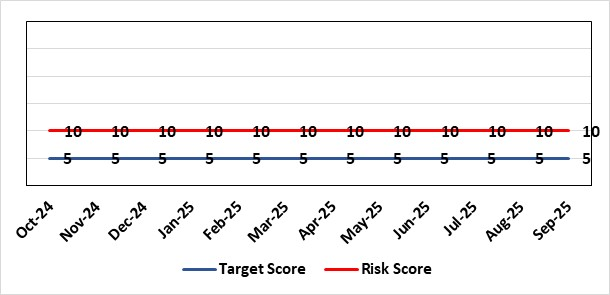 10 10 10 10 10 10 10 10 10 10 10 10
5 5 5 5 5 5 5 5 5 5 5 5
Oct-24 Nov-24 Dec-24 Jan-25 Feb-25 Mar-25 Apr-25 May-25 Jun-25 Jul-25 Aug-25 Sep-25
Target Score Risk Score